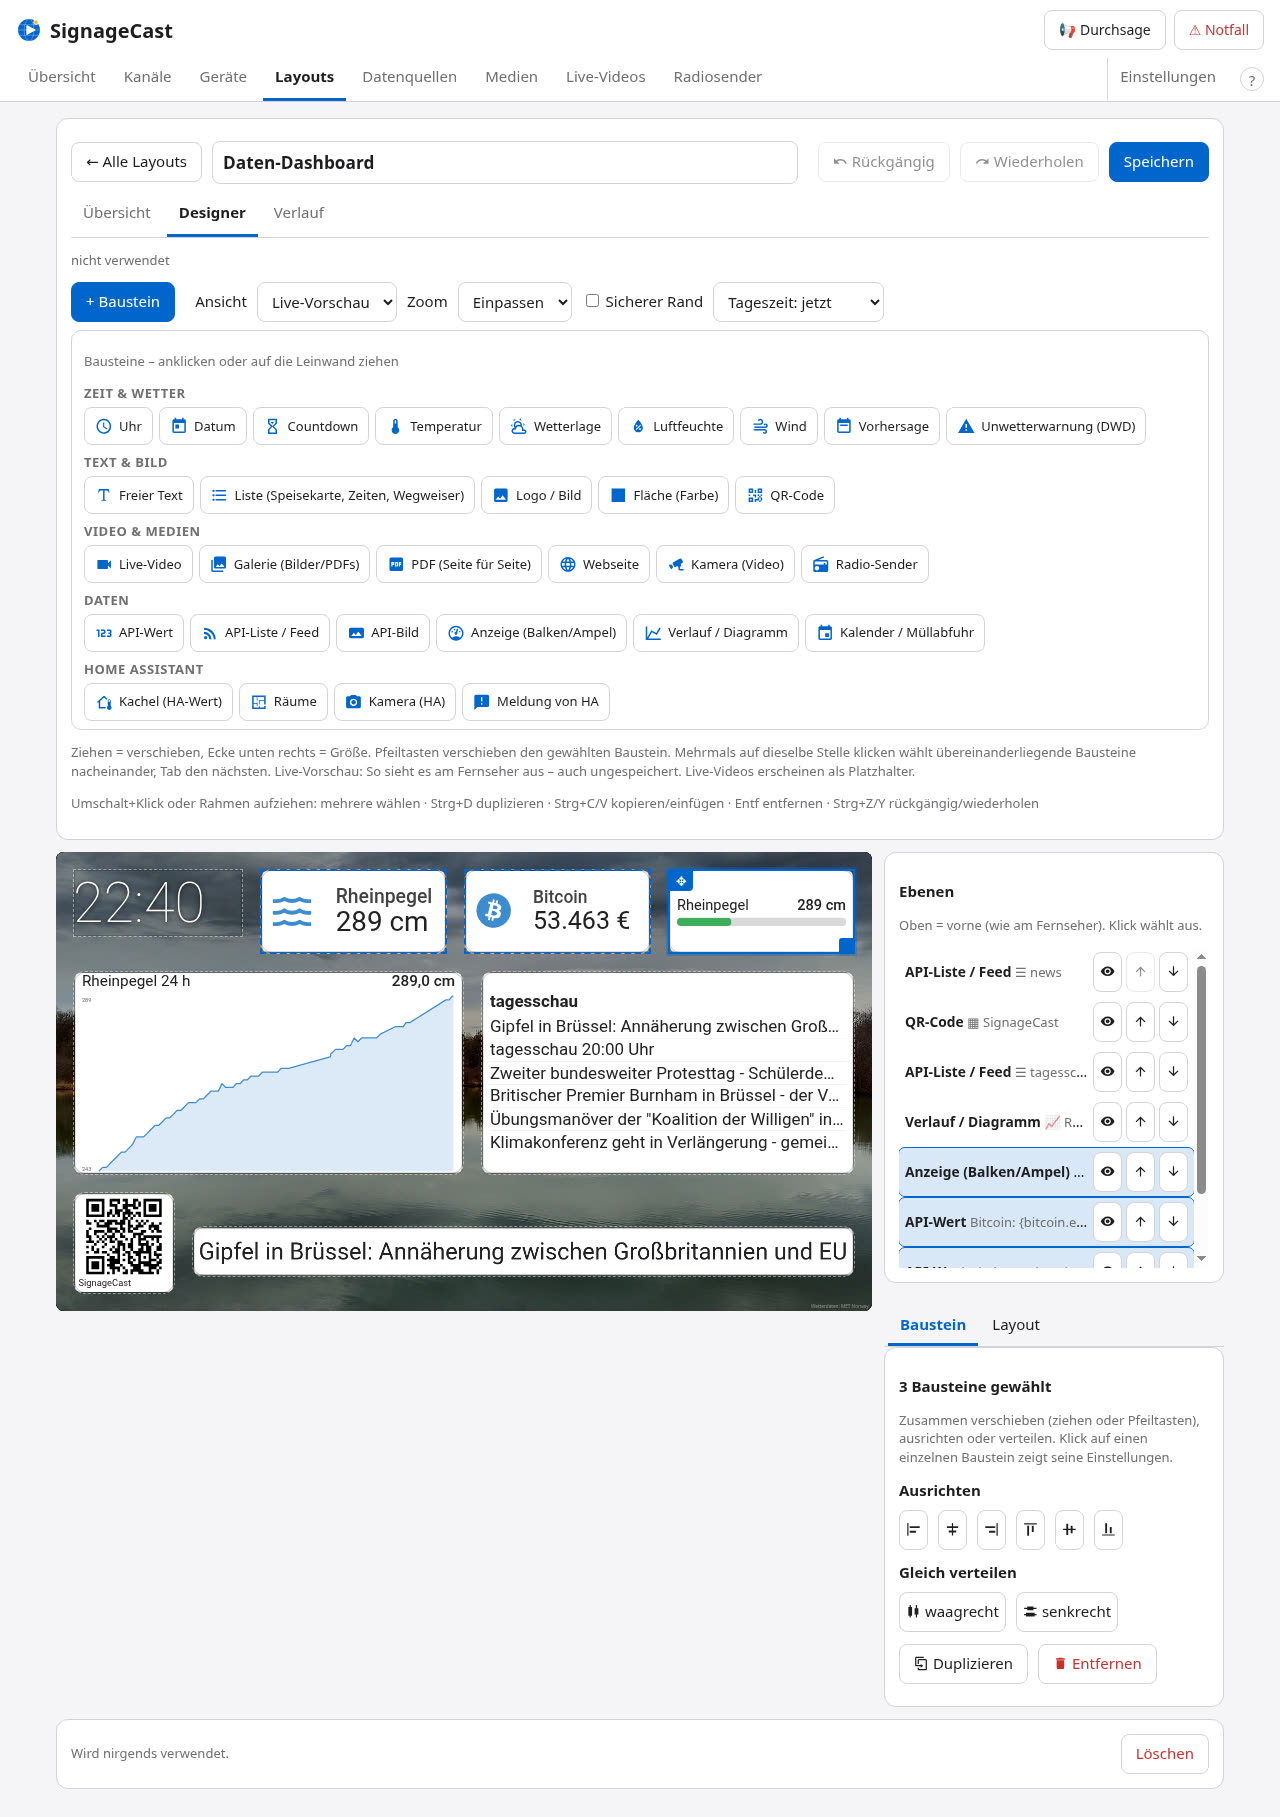 SignageCast
Durchsage
Notfall
Übersicht Kanäle Geräte Layouts Datenquellen Medien Live-Videos Radiosender Einstellungen ?
← Alle Layouts
Daten-Dashboard
Rückgängig
Wiederholen
Speichern
Übersicht Designer Verlauf
nicht verwendet
+ Baustein
Ansicht Live-Vorschau
Zoom Einpassen
Sicherer Rand
Tageszeit: jetzt
Bausteine – anklicken oder auf die Leinwand ziehen
ZEIT & WETTER
Uhr Datum Countdown Temperatur Wetterlage Luftfeuchte Wind Vorhersage Unwetterwarnung (DWD)
TEXT & BILD
Freier Text Liste (Speisekarte, Zeiten, Wegweiser) Logo / Bild Fläche (Farbe) QR-Code
VIDEO & MEDIEN
Live-Video Galerie (Bilder/PDFs) PDF (Seite für Seite) Webseite Kamera (Video) Radio-Sender
DATEN
API-Wert API-Liste / Feed API-Bild Anzeige (Balken/Ampel) Verlauf / Diagramm Kalender / Müllabfuhr
HOME ASSISTANT
Kachel (HA-Wert) Räume Kamera (HA) Meldung von HA
Ziehen = verschieben, Ecke unten rechts = Größe. Pfeiltasten verschieben den gewählten Baustein. Mehrmals auf dieselbe Stelle klicken wählt übereinanderliegende Bausteine
nacheinander, Tab den nächsten. Live-Vorschau: So sieht es am Fernseher aus – auch ungespeichert. Live-Videos erscheinen als Platzhalter.
Umschalt+Klick oder Rahmen aufziehen: mehrere wählen · Strg+D duplizieren · Strg+C/V kopieren/einfügen · Entf entfernen · Strg+Z/Y rückgängig/wiederholen
22:40
Rheinpegel
289 cm
Bitcoin
53.463 €
Rheinpegel 289 cm
Rheinpegel 24 h 289,0 cm
289
243
tagesschau
Gipfel in Brüssel: Annäherung zwischen Groß...
tagesschau 20:00 Uhr
Zweiter bundesweiter Protesttag - Schülerde...
Britischer Premier Burnham in Brüssel - der V...
Übungsmanöver der "Koalition der Willigen" in...
Klimakonferenz geht in Verlängerung - gemei...
SignageCast
Gipfel in Brüssel: Annäherung zwischen Großbritannien und EU
Wetterdaten: MET Norway
Ebenen
Oben = vorne (wie am Fernseher). Klick wählt aus.
API-Liste / Feed ☰ news
QR-Code ▦ SignageCast
API-Liste / Feed ☰ tagessc...
Verlauf / Diagramm R...
Anzeige (Balken/Ampel) ...
API-Wert Bitcoin: {bitcoin.e...
Baustein Layout
3 Bausteine gewählt
Zusammen verschieben (ziehen oder Pfeiltasten),
ausrichten oder verteilen. Klick auf einen
einzelnen Baustein zeigt seine Einstellungen.
Ausrichten
Gleich verteilen
waagrecht senkrecht
Duplizieren Entfernen
Wird nirgends verwendet.
Löschen